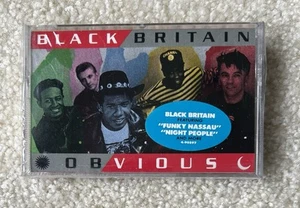 BLACK BRITAIN
BLACK BRITAIN
"FUNKY NASSAU"
"NIGHT PEOPLE"
OBVIOUS